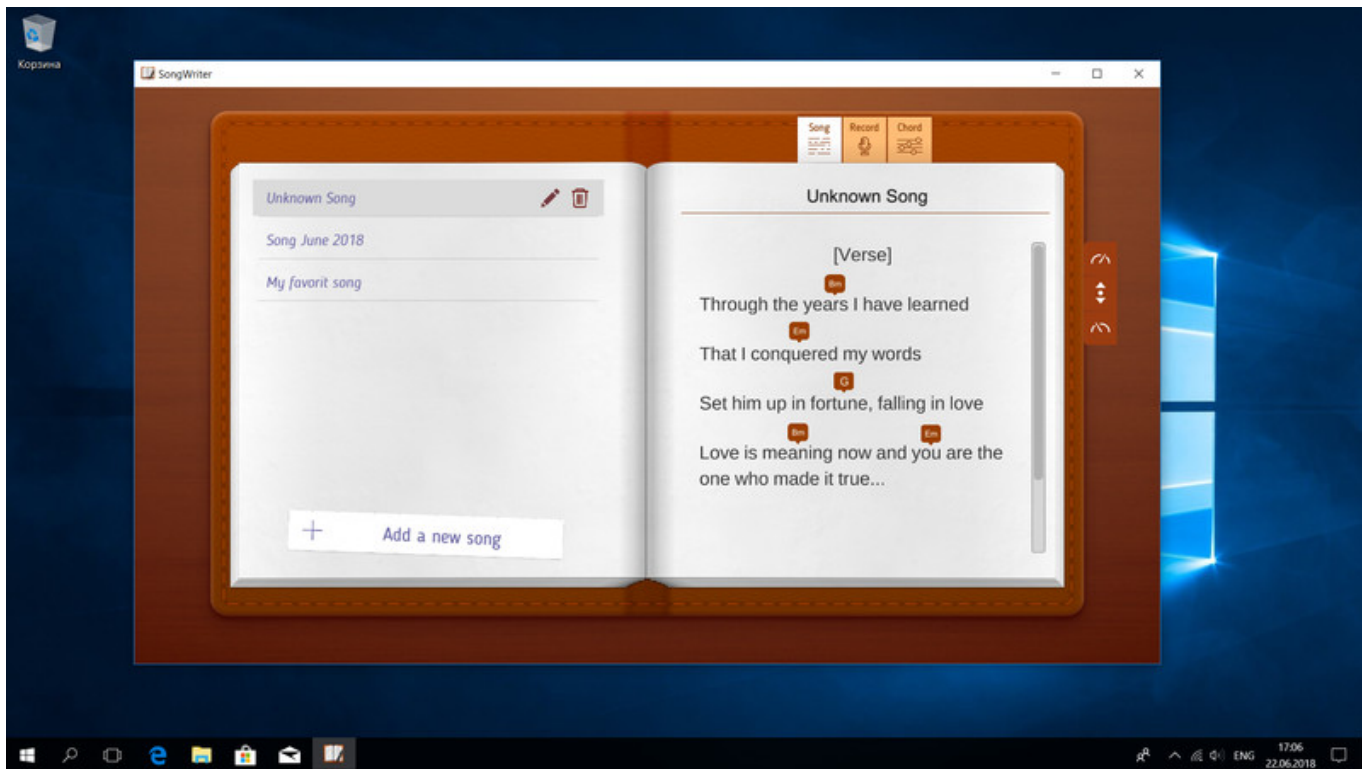 Корзина
SongWriter
Song Record Chord
Unknown Song
Song June 2018
My favorit song
Add a new song
Unknown Song
[Verse]
Bm
Through the years I have learned
Em
That I conquered my words
G
Set him up in fortune, falling in love
Bm Em
Love is meaning now and you are the
one who made it true...
ENG
17:06
22.06.2018